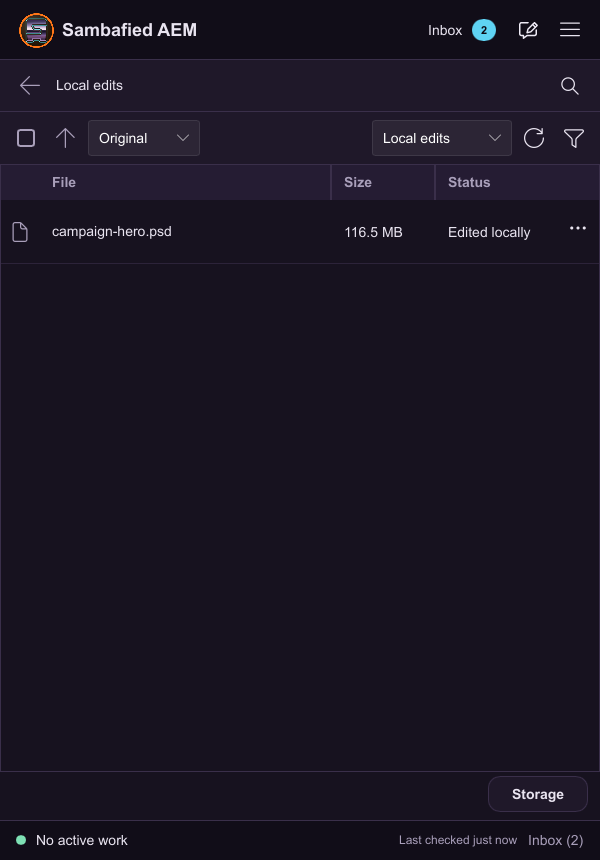 Sambafied AEM
Inbox 2
Local edits
Original
Local edits
File Size Status
campaign-hero.psd 116.5 MB Edited locally
Storage
No active work
Last checked just now Inbox (2)